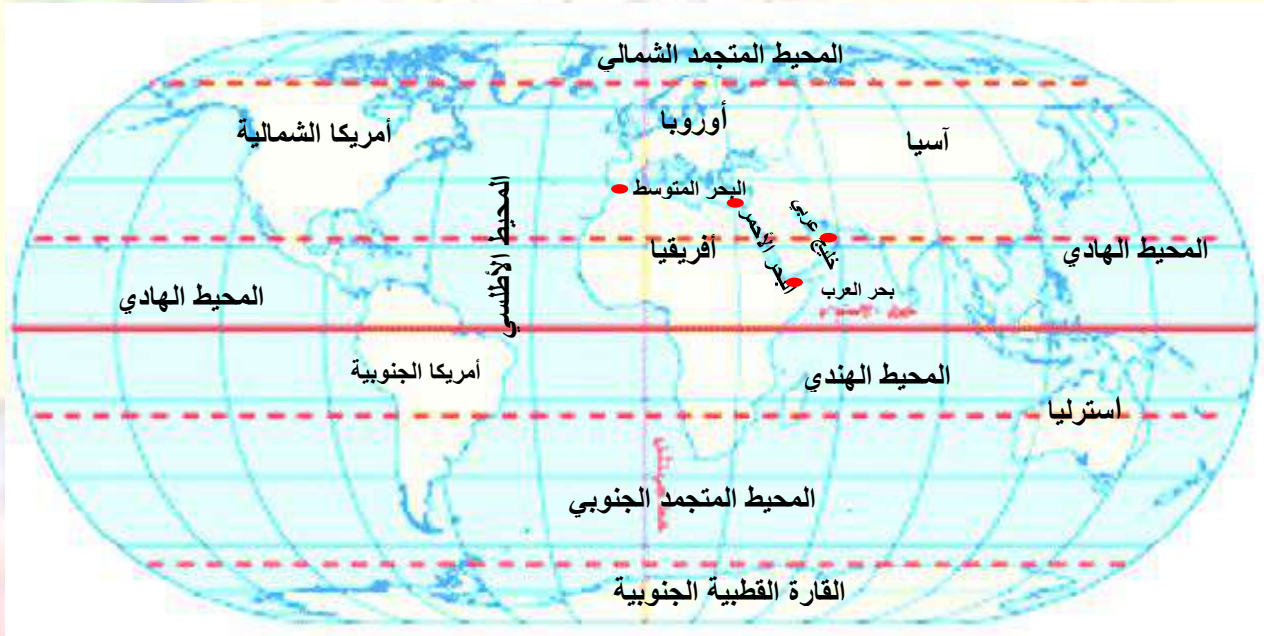 المحيط المتجمد الشمالي
أوروبا
أمريكا الشمالية
آسيا
البحر المتوسط
المحيط الأطلسي
خليج عربي
البحر الأحمر
أفريقيا
المحيط الهادي
المحيط الهادي
بحر العرب
أمريكا الجنوبية
المحيط الهندي
استرليا
المحيط المتجمد الجنوبي
القارة القطبية الجنوبية